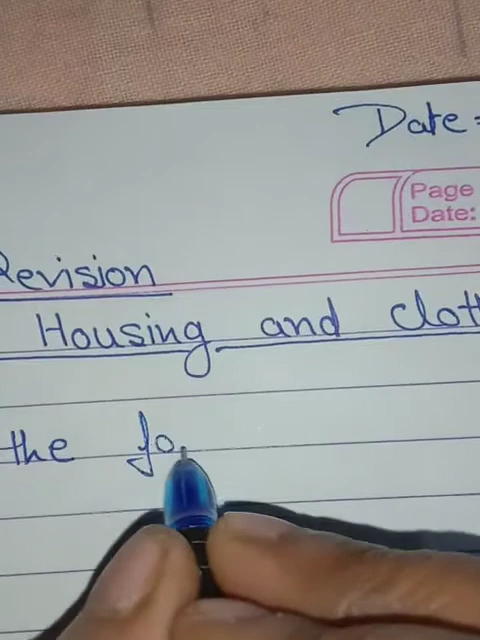 Date =
Page
Date:
Revision
Housing and clot
the fo